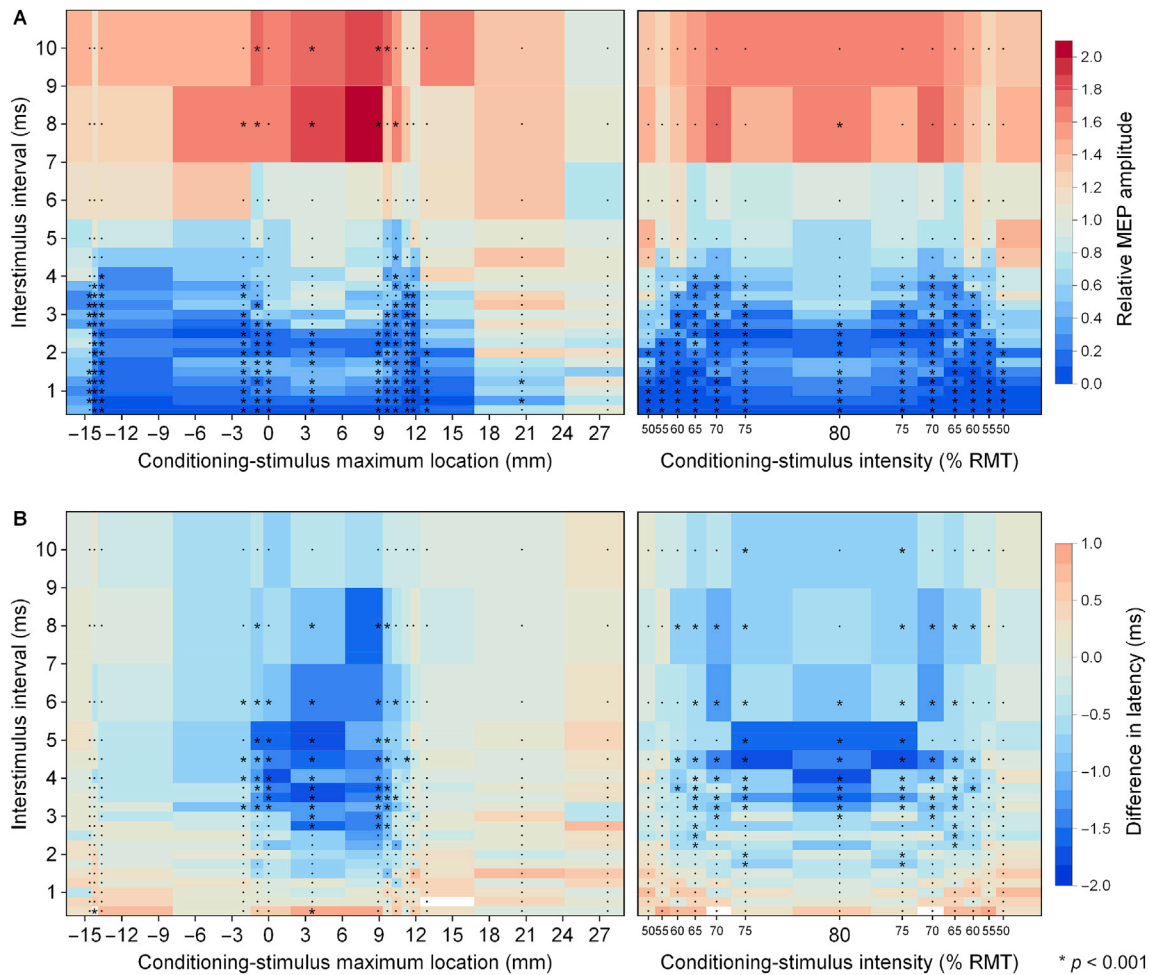 A
Interstimulus interval (ms)
10
9
8
7
6
5
4
3
2
1
−15 −12 −9 −6 −3 0 3 6 9 12 15 18 21 24 27
Conditioning-stimulus maximum location (mm)
50 55 60 65 70 75 80 75 70 65 60 55 50
Conditioning-stimulus intensity (% RMT)
2.0
1.8
1.6
1.4
1.2
1.0
0.8
0.6
0.4
0.2
0.0
Relative MEP amplitude
B
Interstimulus interval (ms)
10
9
8
7
6
5
4
3
2
1
−15 −12 −9 −6 −3 0 3 6 9 12 15 18 21 24 27
Conditioning-stimulus maximum location (mm)
50 55 60 65 70 75 80 75 70 65 60 55 50
Conditioning-stimulus intensity (% RMT)
1.0
0.5
0.0
−0.5
−1.0
−1.5
−2.0
Difference in latency (ms)
* p < 0.001